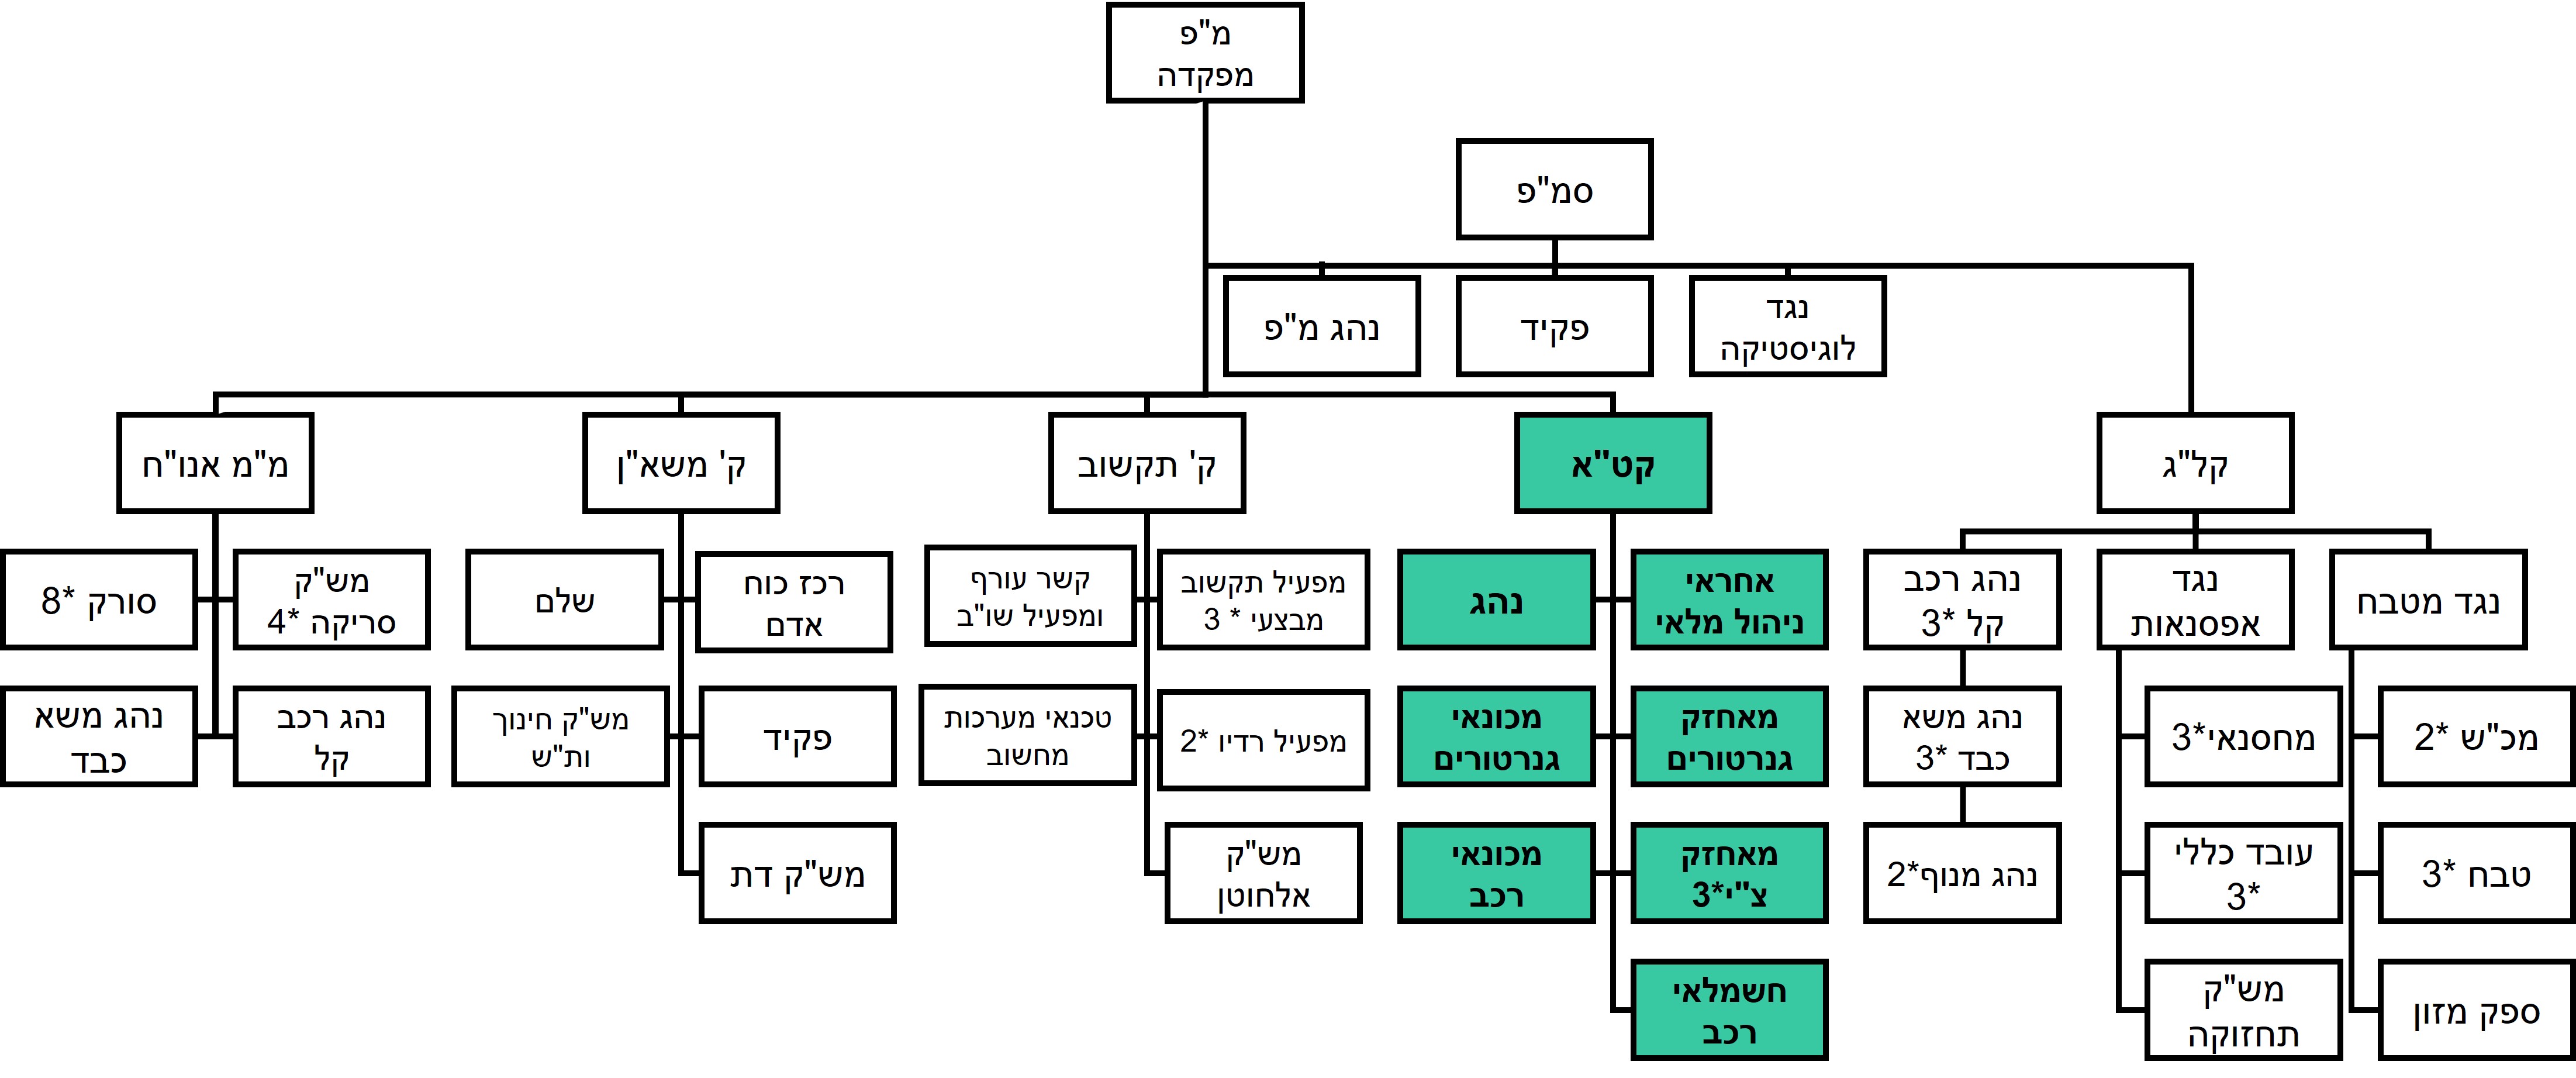 מ"פ
מפקדה
סמ"פ
נגד
לוגיסטיקה
פקיד
נהג מ"פ
קל"ג
קט"א
ק' תקשוב
ק' משא"ן
מ"מ אנו"ח
נגד מטבח
נגד
אפסנאות
נהג רכב
קל *3
אחראי
ניהול מלאי
נהג
מפעיל תקשוב
מבצעי * 3
קשר עורף
ומפעיל שו"ב
רכז כוח
אדם
שלם
מש"ק
סריקה *4
סורק *8
מכ"ש *2
מחסנאי*3
נהג משא
כבד *3
מאחזק
גנרטורים
מכונאי
גנרטורים
מפעיל רדיו *2
טכנאי מערכות
מחשוב
פקיד
מש"ק חינוך
ות"ש
נהג רכב
קל
נהג משא
כבד
טבח *3
עובד כללי
*3
נהג מנוף*2
מאחזק
צ"י*3
מכונאי
רכב
מש"ק
אלחוטן
מש"ק דת
ספק מזון
מש"ק
תחזוקה
חשמלאי
רכב